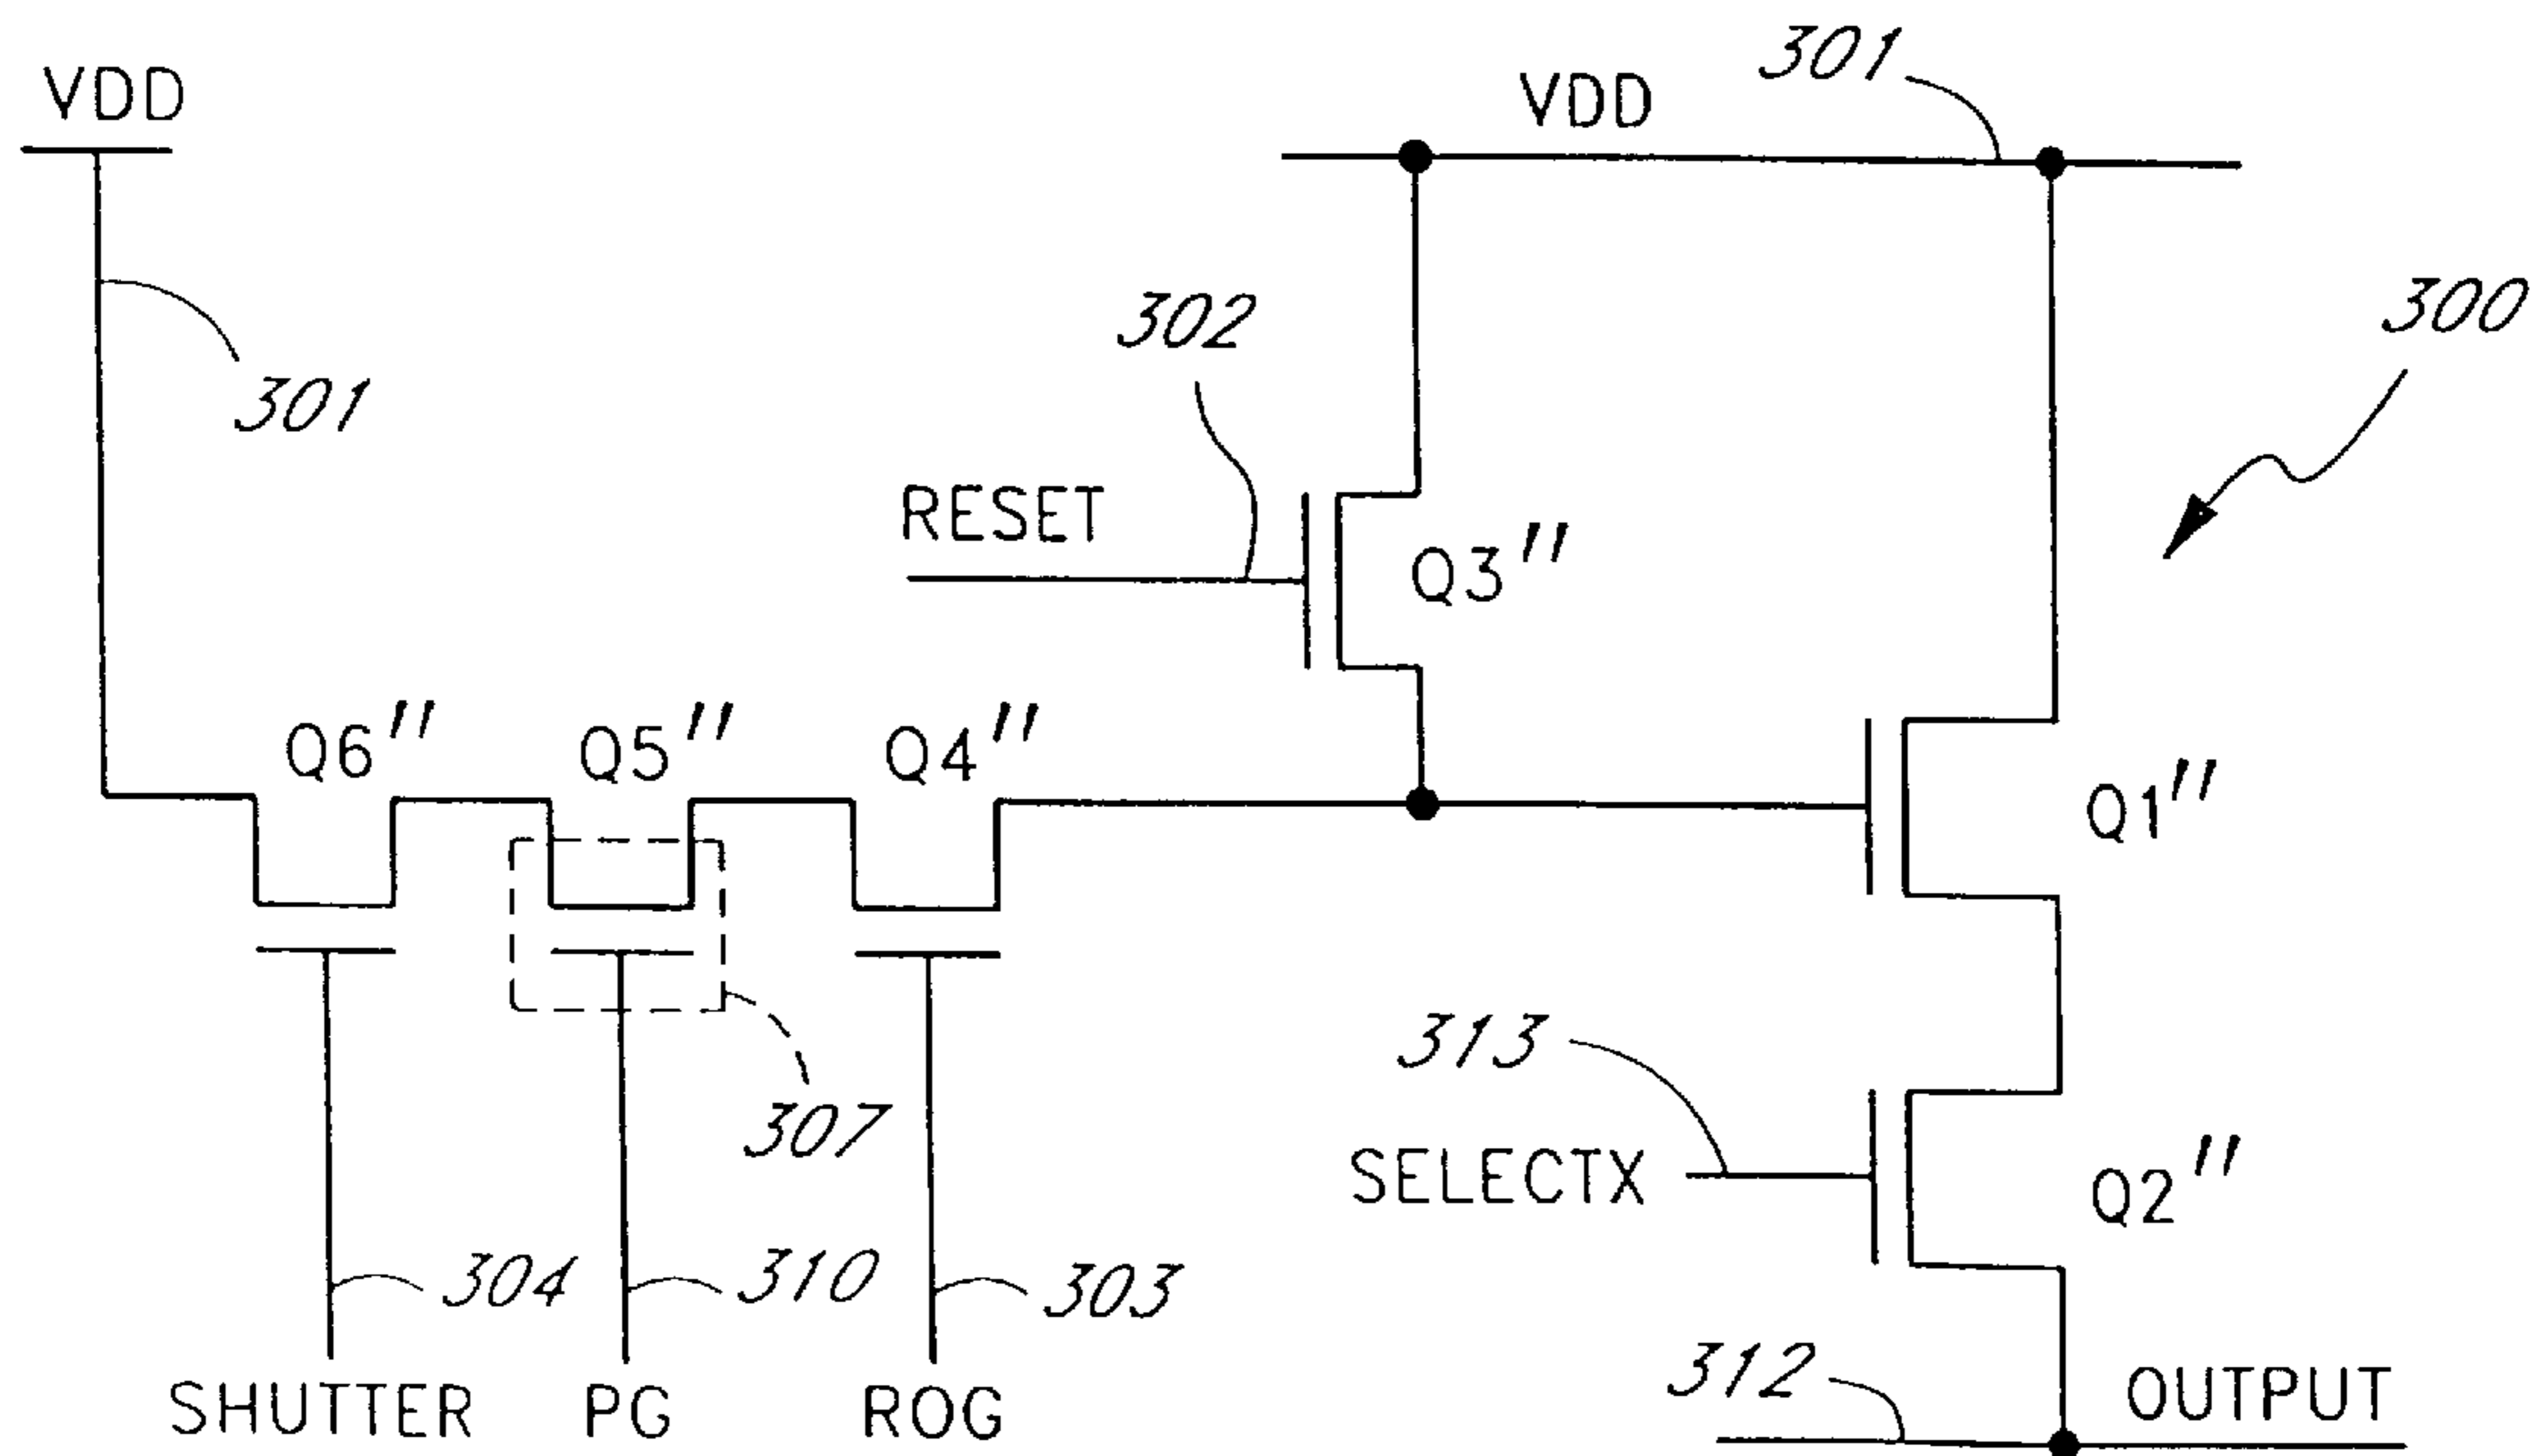 301
VDD
VDD
300
302
301
RESET
Q3"
Q6"
Q5"
Q4"
Q1"
313
307
SELECTX
Q2"
304
310
303
312
OUTPUT
SHUTTER
PG
ROG